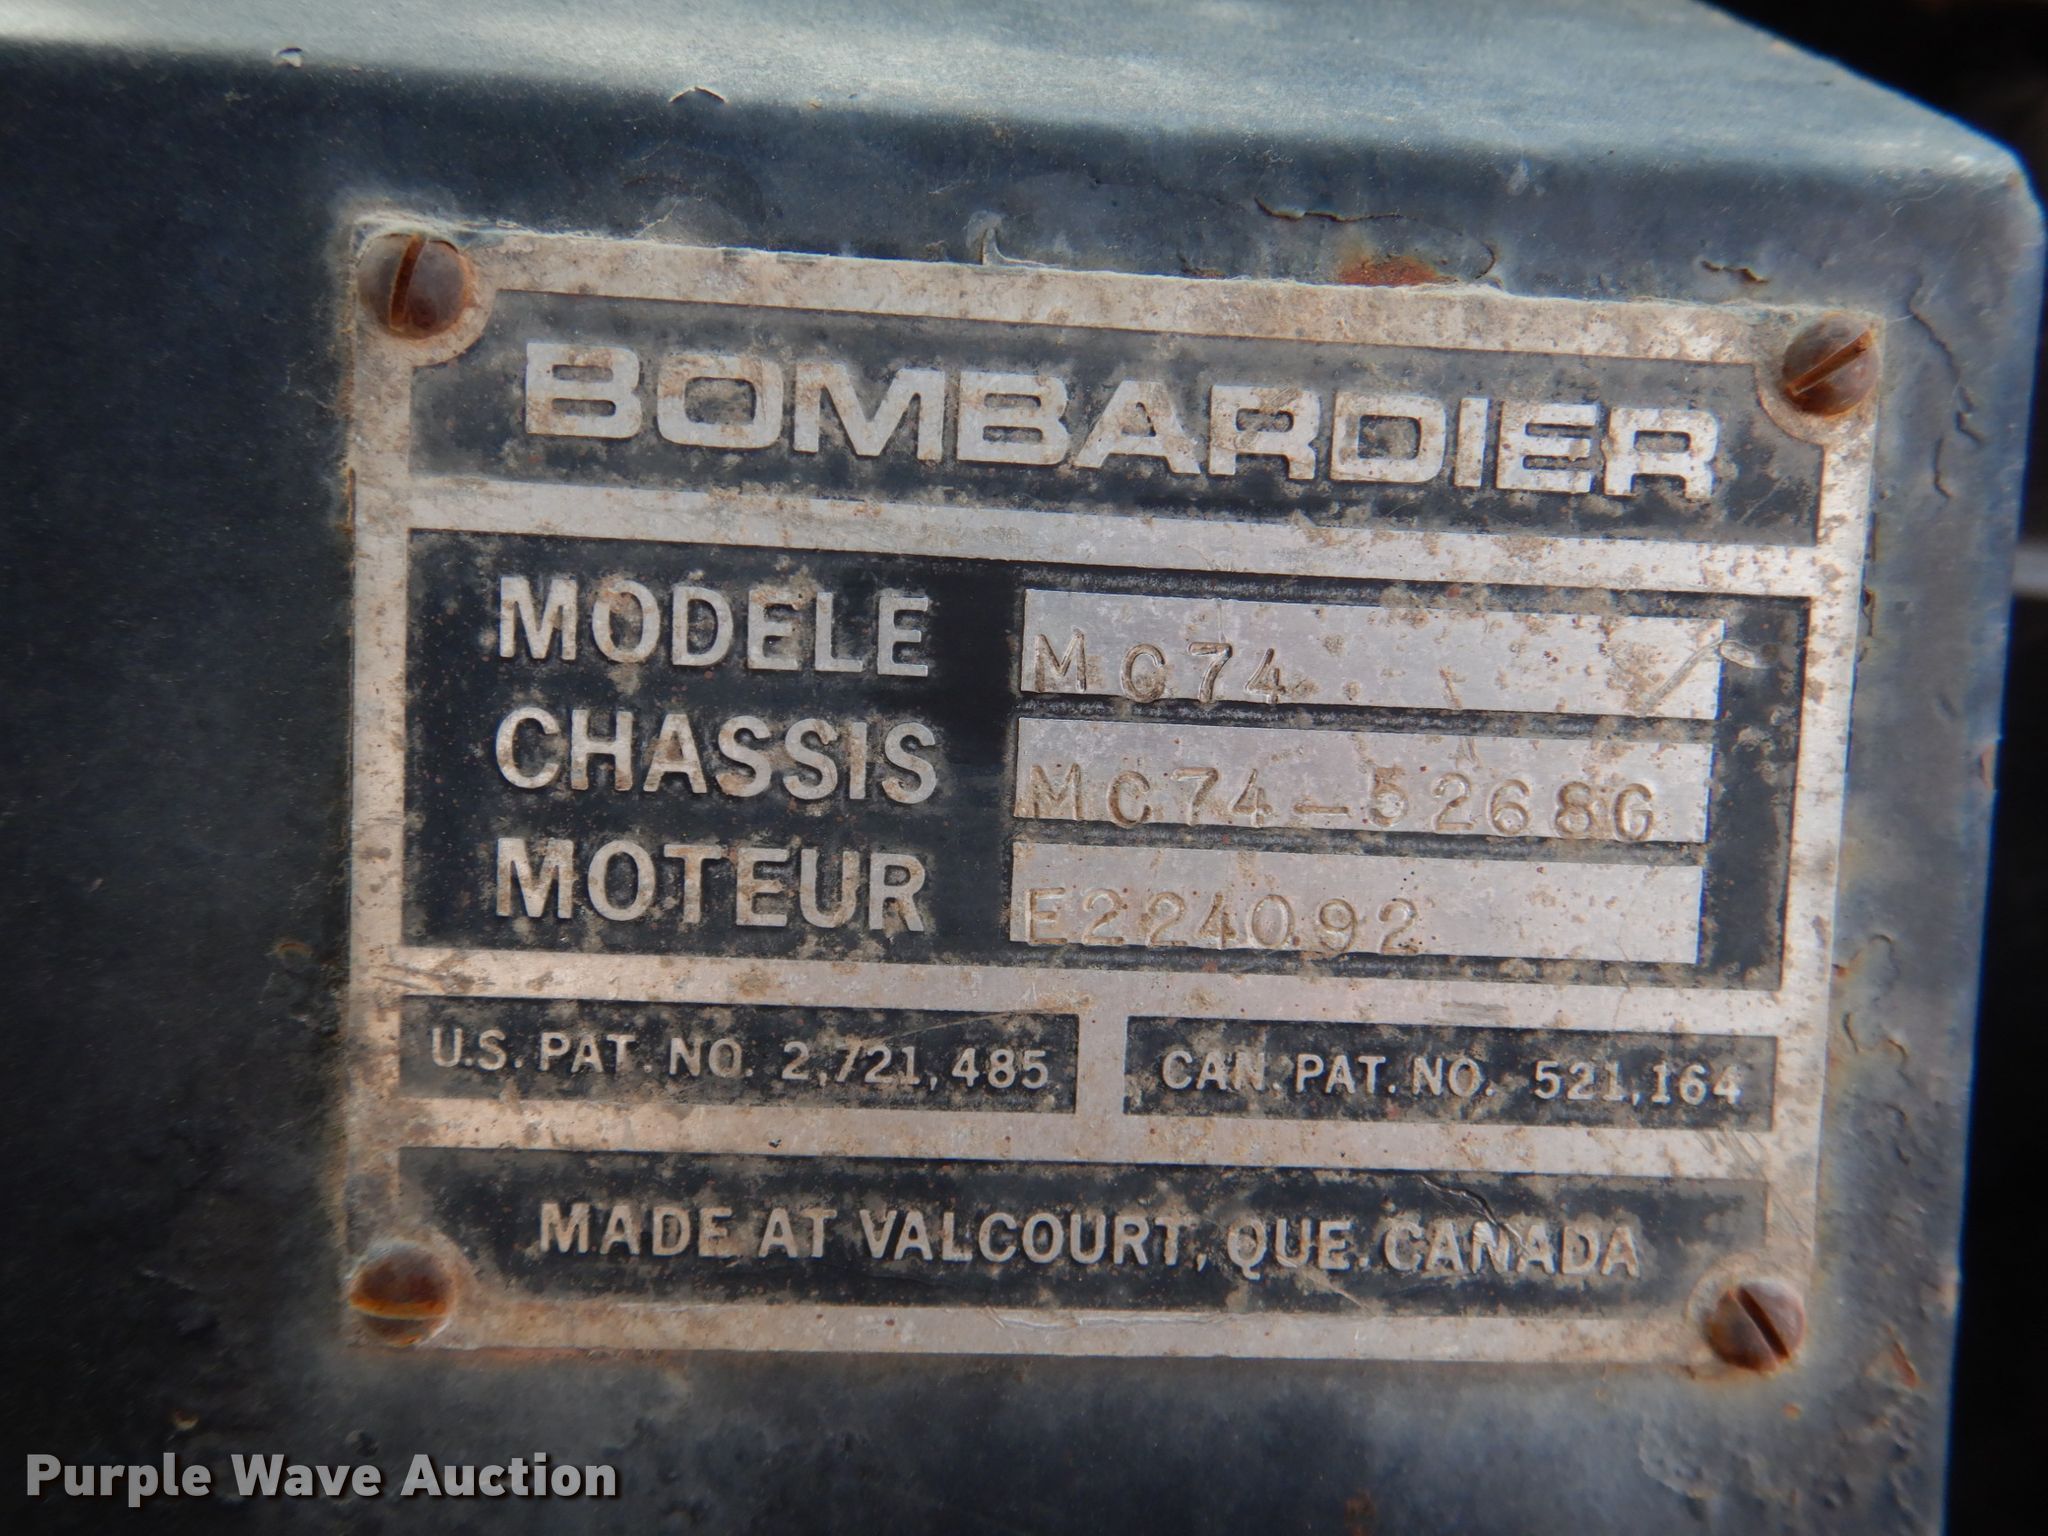 BOMBARDIER
MODELE MC74
CHASSIS MC74-5268G
MOTEUR E224092
U.S. PAT. NO. 2,721,485 CAN. PAT. NO. 521,164
MADE AT VALCOURT, QUE. CANADA
Purple Wave Auction